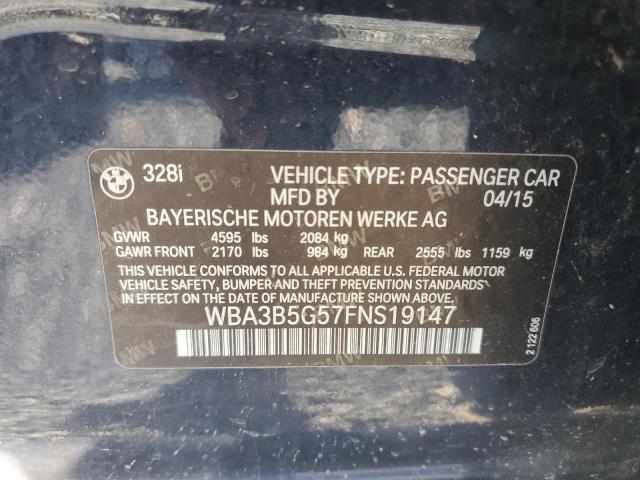 BMW 328i VEHICLE TYPE: PASSENGER CAR
MFD BY 04/15
BAYERISCHE MOTOREN WERKE AG
GVWR 4595 lbs 2084 kg
GAWR FRONT 2170 lbs 984 kg REAR 2555 lbs 1159 kg
THIS VEHICLE CONFORMS TO ALL APPLICABLE U.S. FEDERAL MOTOR
VEHICLE SAFETY, BUMPER AND THEFT PREVENTION STANDARDS
IN EFFECT ON THE DATE OF MANUFACTURE SHOWN ABOVE.
WBA3B5G57FNS19147
2 122 606